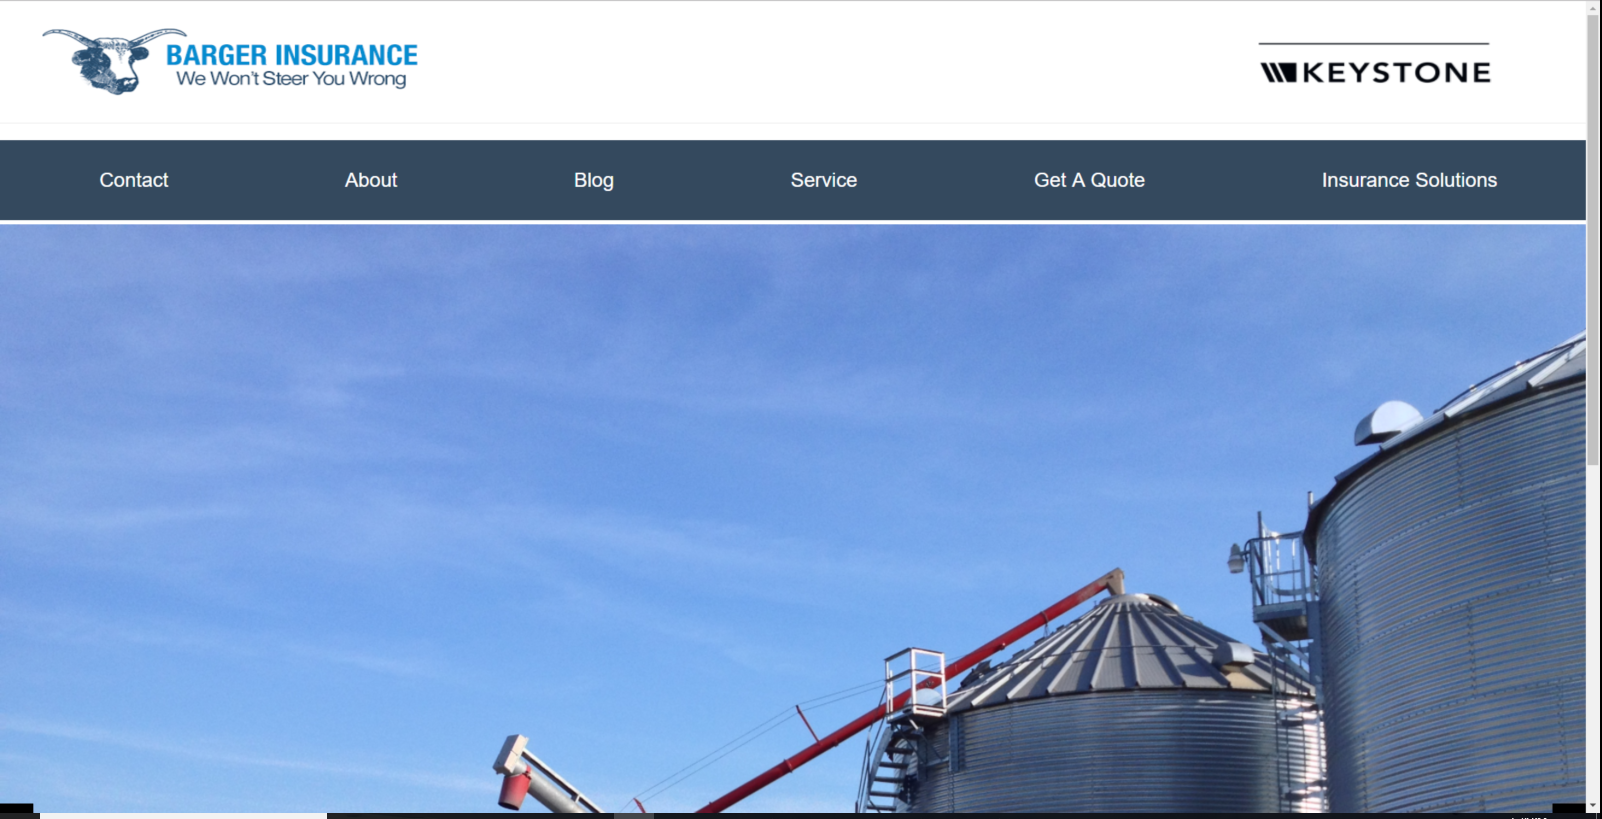 BARGER INSURANCE
We Won't Steer You Wrong
KEYSTONE
Contact
About
Blog
Service
Get A Quote
Insurance Solutions